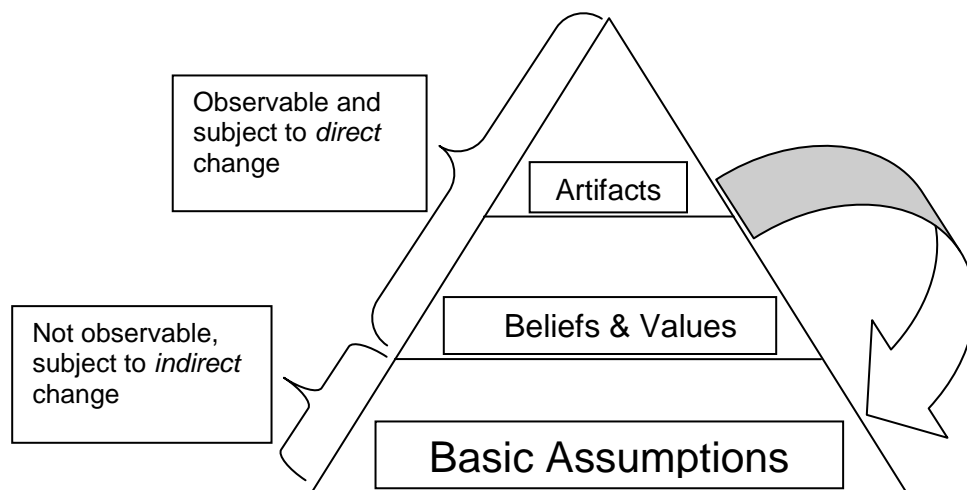 Observable and
subject to direct
change
Artifacts
Not observable,
subject to indirect
change
Beliefs & Values
Basic Assumptions